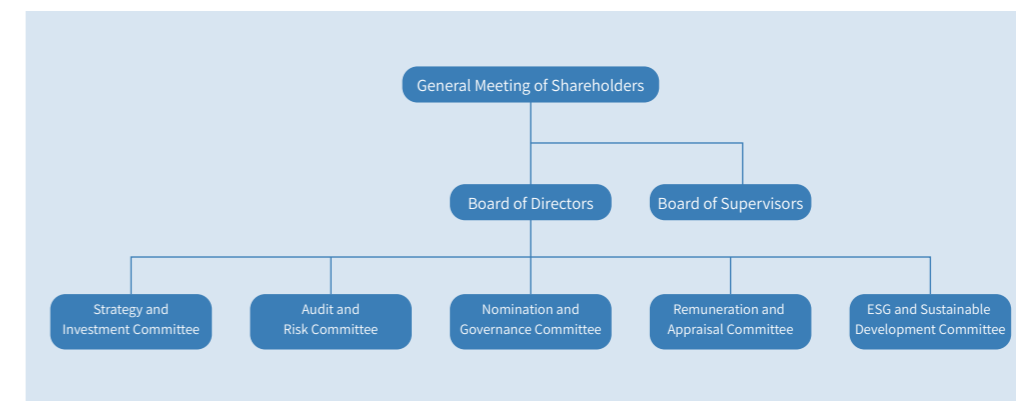 General Meeting of Shareholders
Board of Directors
Board of Supervisors
Strategy and
Investment Committee
Audit and
Risk Committee
Nomination and
Governance Committee
Remuneration and
Appraisal Committee
ESG and Sustainable
Development Committee